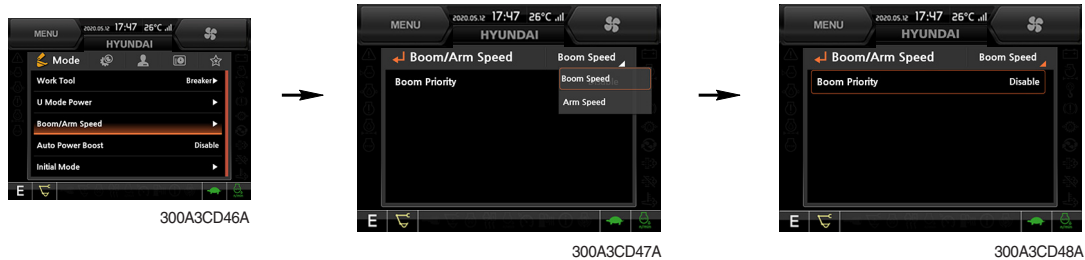 MENU
2020.05.12 17:47 26°C
HYUNDAI
Mode
Work Tool Breaker▶
U Mode Power ▶
Boom/Arm Speed ▶
Auto Power Boost Disable
Initial Mode ▶
E
300A3CD46A
MENU
2020.05.12 17:47 26°C
HYUNDAI
Boom/Arm Speed Boom Speed
Boom Priority
Boom Speed
Arm Speed
E
300A3CD47A
MENU
2020.05.12 17:47 26°C
HYUNDAI
Boom/Arm Speed Boom Speed
Boom Priority Disable
E
300A3CD48A